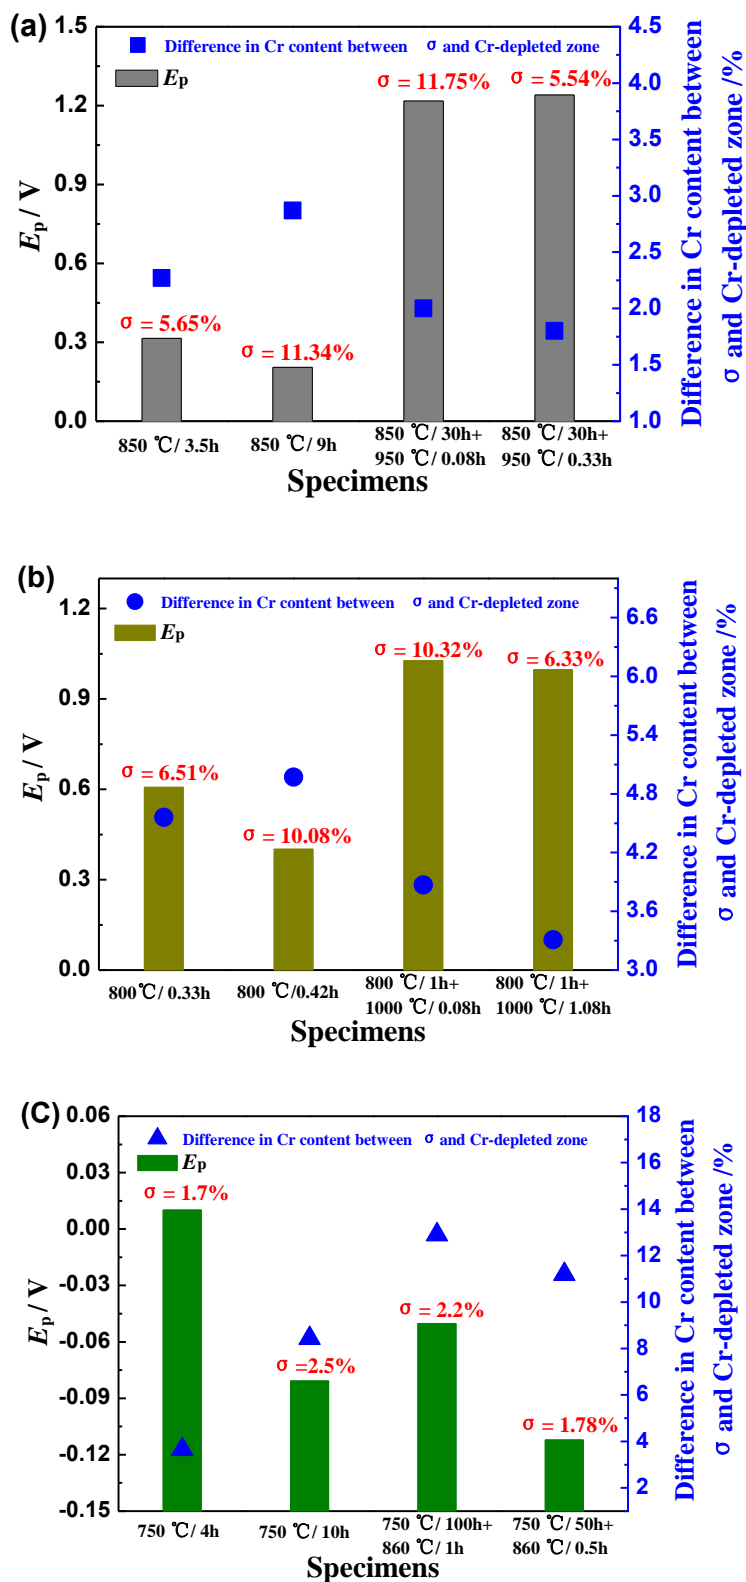 (a)
1.5
1.2
0.9
0.6
0.3
0.0
Ep / V
Difference in Cr content between σ and Cr-depleted zone
Ep
σ = 5.65%
σ = 11.34%
σ = 11.75%
σ = 5.54%
4.5
4.0
3.5
3.0
2.5
2.0
1.5
1.0
Difference in Cr content between
σ and Cr-depleted zone /%
850 ℃/ 3.5h
850 ℃/ 9h
850 ℃/ 30h+
950 ℃/ 0.08h
850 ℃/ 30h+
950 ℃/ 0.33h
Specimens
(b)
1.2
0.9
0.6
0.3
0.0
Ep / V
Difference in Cr content between σ and Cr-depleted zone
Ep
σ = 6.51%
σ = 10.08%
σ = 10.32%
σ = 6.33%
6.6
6.0
5.4
4.8
4.2
3.6
3.0
Difference in Cr content between
σ and Cr-depleted zone /%
800℃/ 0.33h
800 ℃/0.42h
800 ℃/ 1h+
1000 ℃/ 0.08h
800 ℃/ 1h+
1000 ℃/ 1.08h
Specimens
(C)
0.06
0.03
0.00
-0.03
-0.06
-0.09
-0.12
-0.15
Ep / V
Difference in Cr content between σ and Cr-depleted zone
Ep
σ = 1.7%
σ =2.5%
σ = 2.2%
σ = 1.78%
18
16
14
12
10
8
6
4
2
Difference in Cr content between
σ and Cr-depleted zone /%
750 ℃/ 4h
750 ℃/ 10h
750 ℃/ 100h+
860 ℃/ 1h
750 ℃/ 50h+
860 ℃/ 0.5h
Specimens